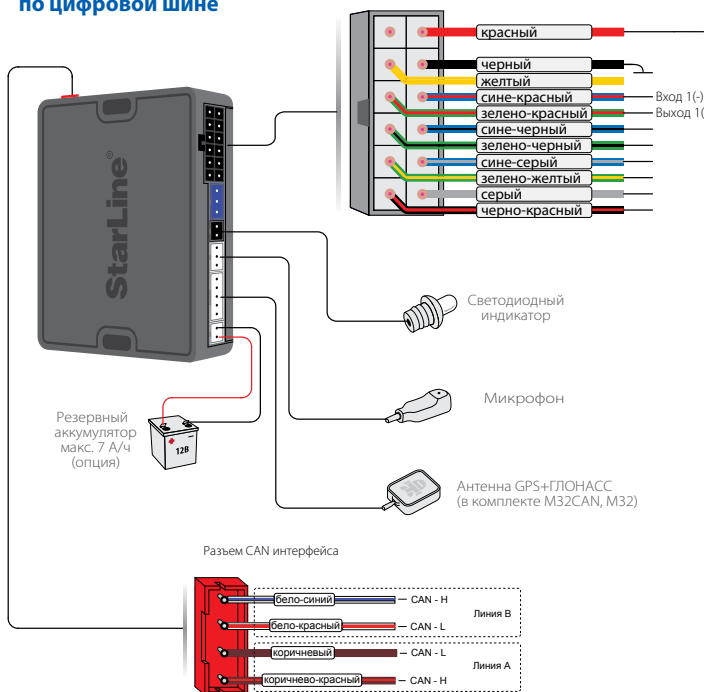 по цифровой шине
красный
черный
желтый
сине-красный
Вход 1(-)
зелено-красный
Выход 1(
сине-черный
зелено-черный
сине-серый
зелено-желтый
серый
черно-красный
StarLine
Светодиодный
индикатор
Микрофон
Резервный
аккумулятор
макс. 7 А/ч
(опция)
12В
Антенна GPS+ГЛОНАСС
(в комплекте M32CAN, M32)
Разъем CAN интерфейса
бело-синий
CAN - H
Линия B
бело-красный
CAN - L
коричневый
CAN - L
Линия A
коричнево-красный
CAN - H